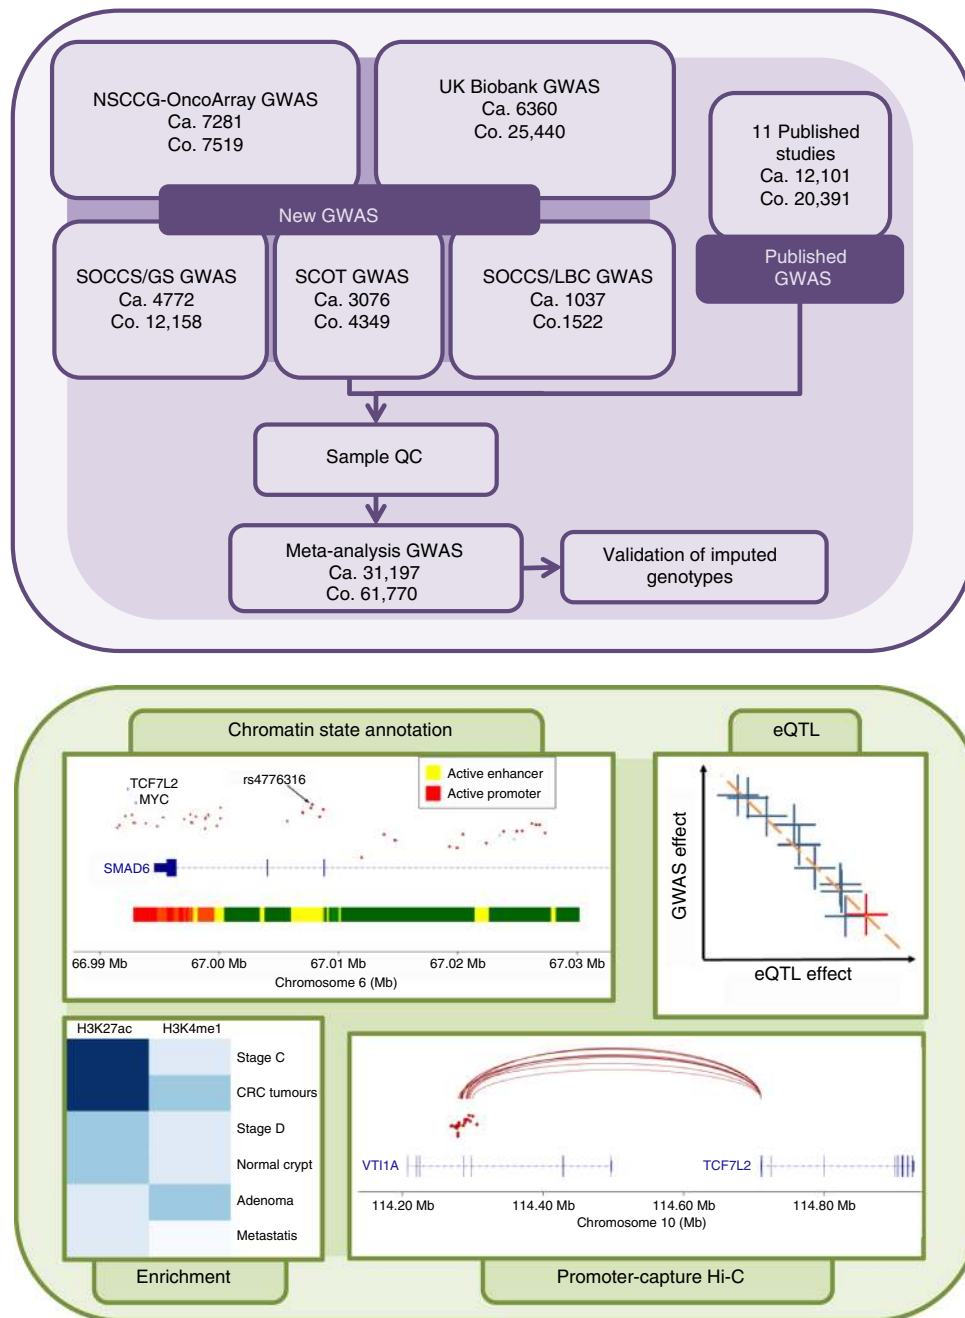 NSCCG-OncoArray GWAS
Ca. 7281
Co. 7519
UK Biobank GWAS
Ca. 6360
Co. 25,440
11 Published
studies
Ca. 12,101
Co. 20,391
New GWAS
Published
GWAS
SOCCS/GS GWAS
Ca. 4772
Co. 12,158
SCOT GWAS
Ca. 3076
Co. 4349
SOCCS/LBC GWAS
Ca. 1037
Co.1522
Sample QC
Meta-analysis GWAS
Ca. 31,197
Co. 61,770
Validation of imputed
genotypes
Chromatin state annotation
TCF7L2
MYC
rs4776316
Active enhancer
Active promoter
SMAD6
66.99 Mb 67.00 Mb 67.01 Mb 67.02 Mb 67.03 Mb
Chromosome 6 (Mb)
eQTL
GWAS effect
eQTL effect
H3K27ac H3K4me1
Stage C
CRC tumours
Stage D
Normal crypt
Adenoma
Metastatis
Enrichment
VTI1A
TCF7L2
114.20 Mb 114.40 Mb 114.60 Mb 114.80 Mb
Chromosome 10 (Mb)
Promoter-capture Hi-C